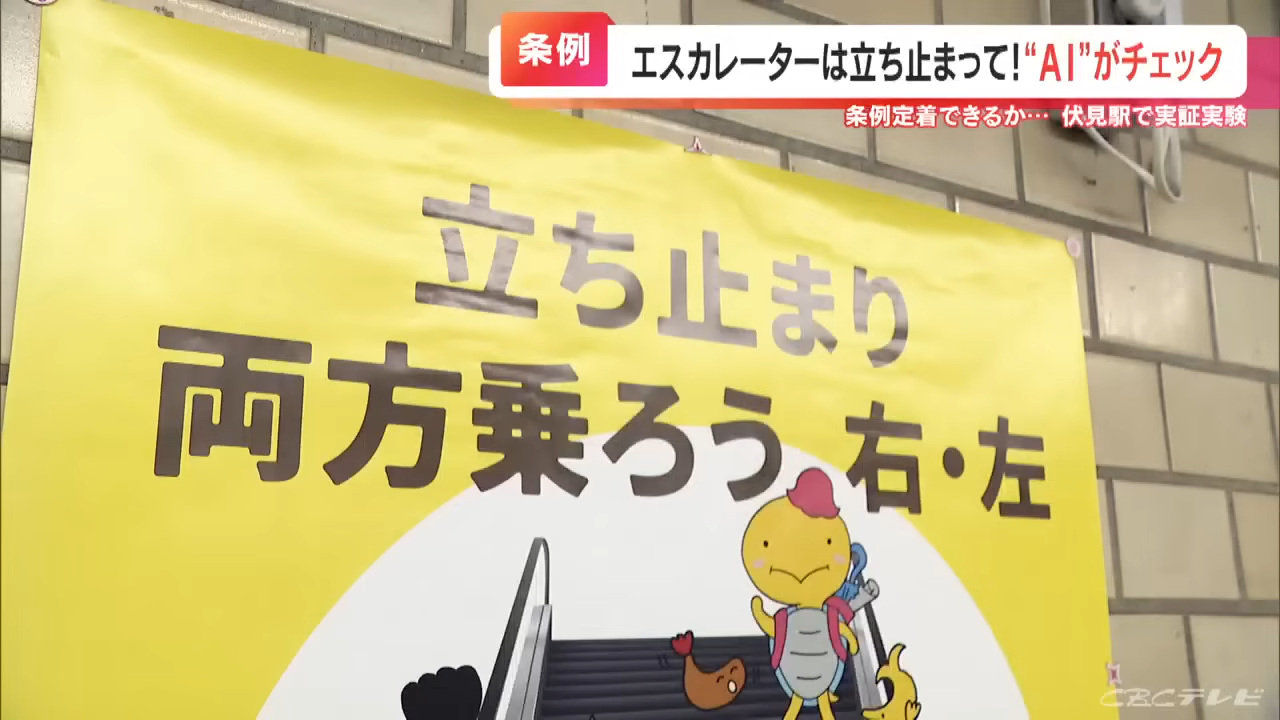 条例
エスカレーターは立ち止まって！“AI”がチェック
条例定着できるか… 伏見駅で実証実験
立ち止まり
両方乗ろう 右・左
CBCテレビ